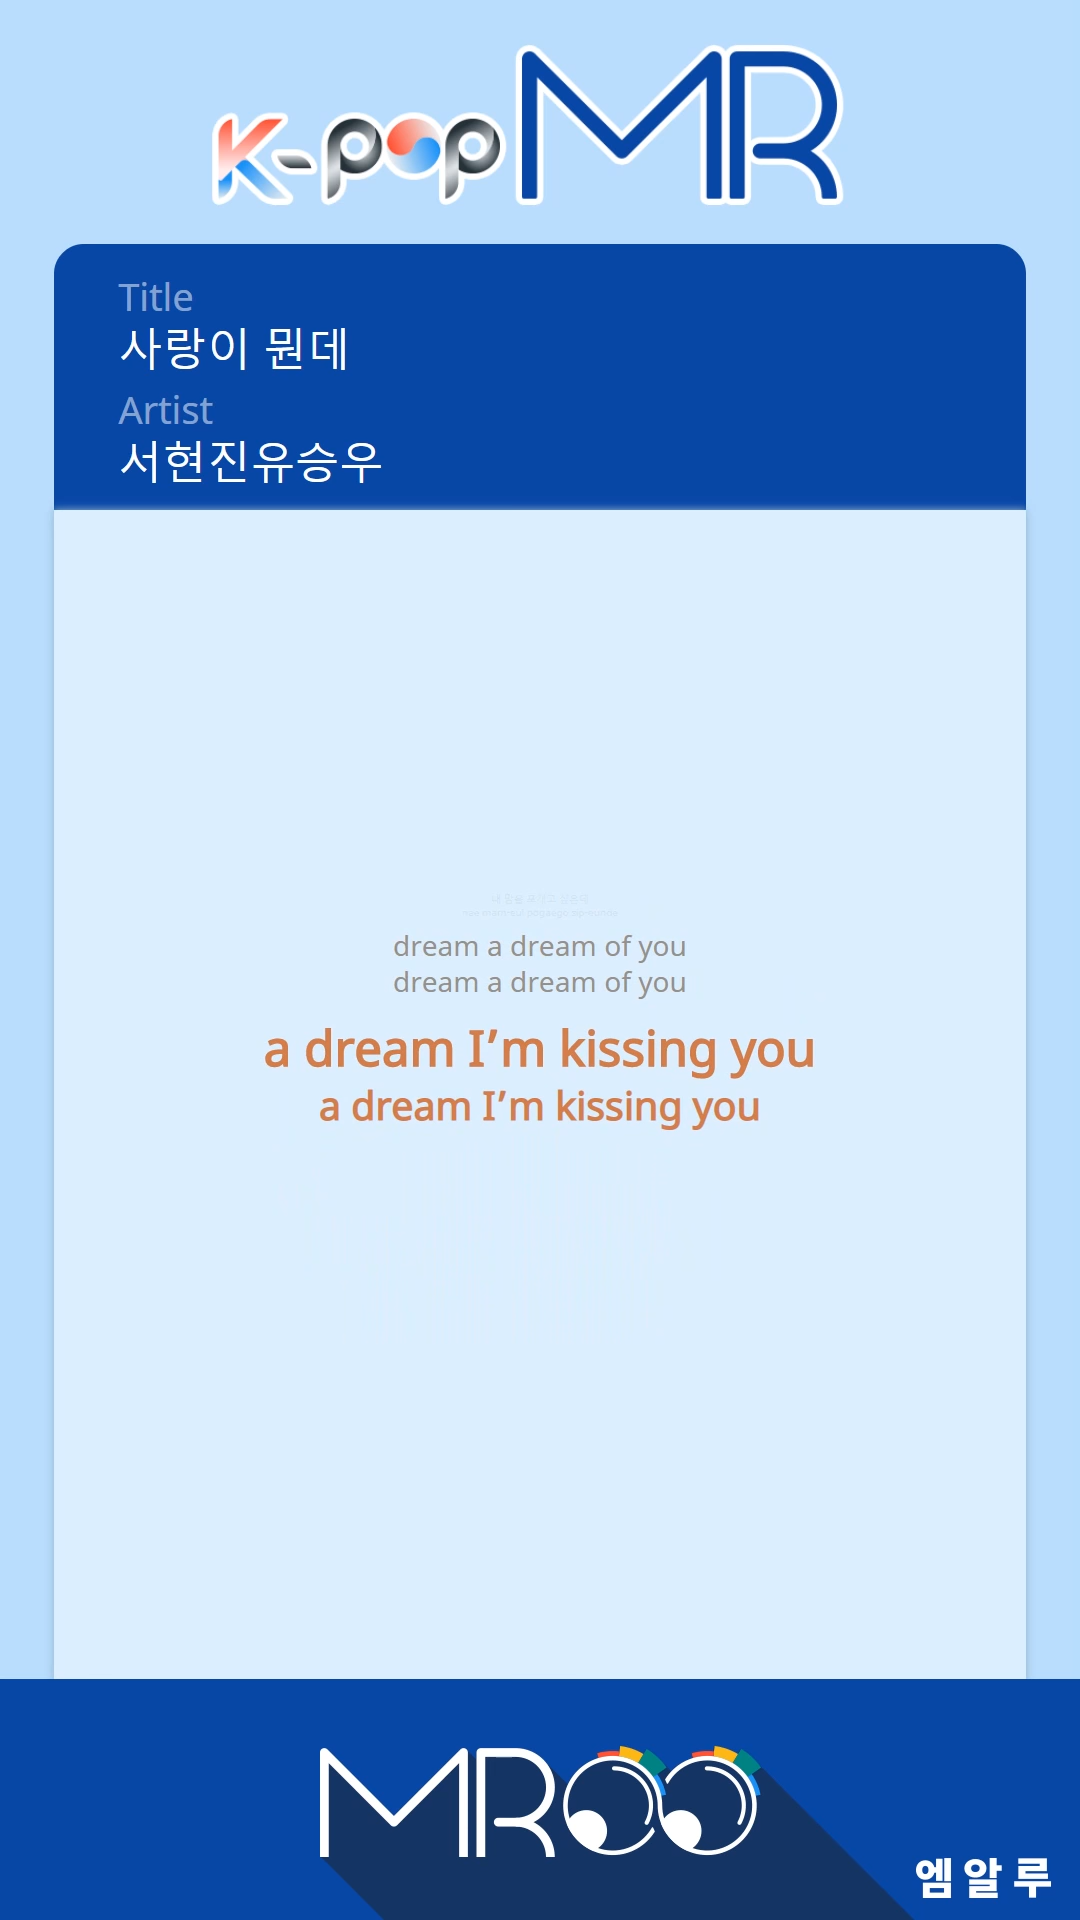 K-pop MR
Title
사랑이 뭔데
Artist
서현진유승우
dream a dream of you
dream a dream of you
a dream I’m kissing you
a dream I’m kissing you
MROO
엠알루